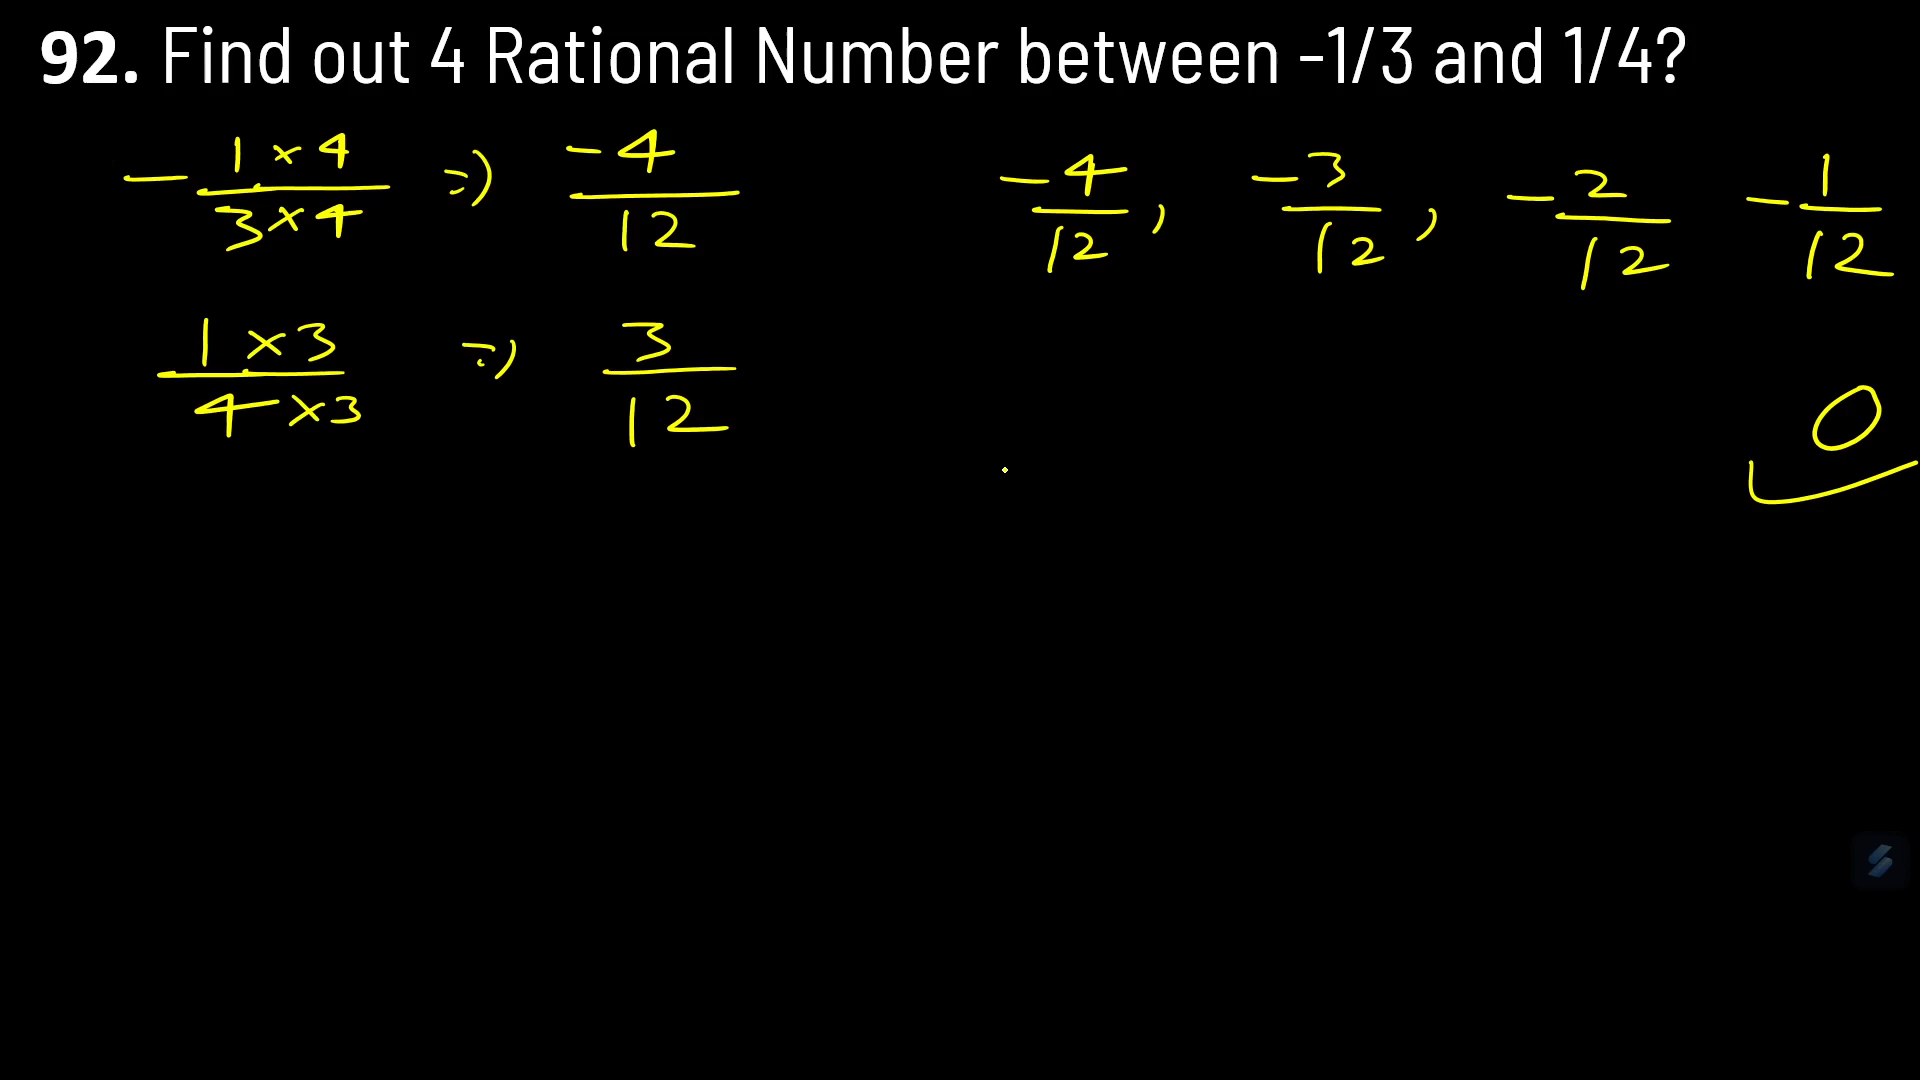 92. Find out 4 Rational Number between -1/3 and 1/4?
- 1 × 4 / 3 × 4 => -4 / 12
-4/12, -3/12, -2/12 -1/12
1 × 3 / 4 × 3 => 3 / 12
0